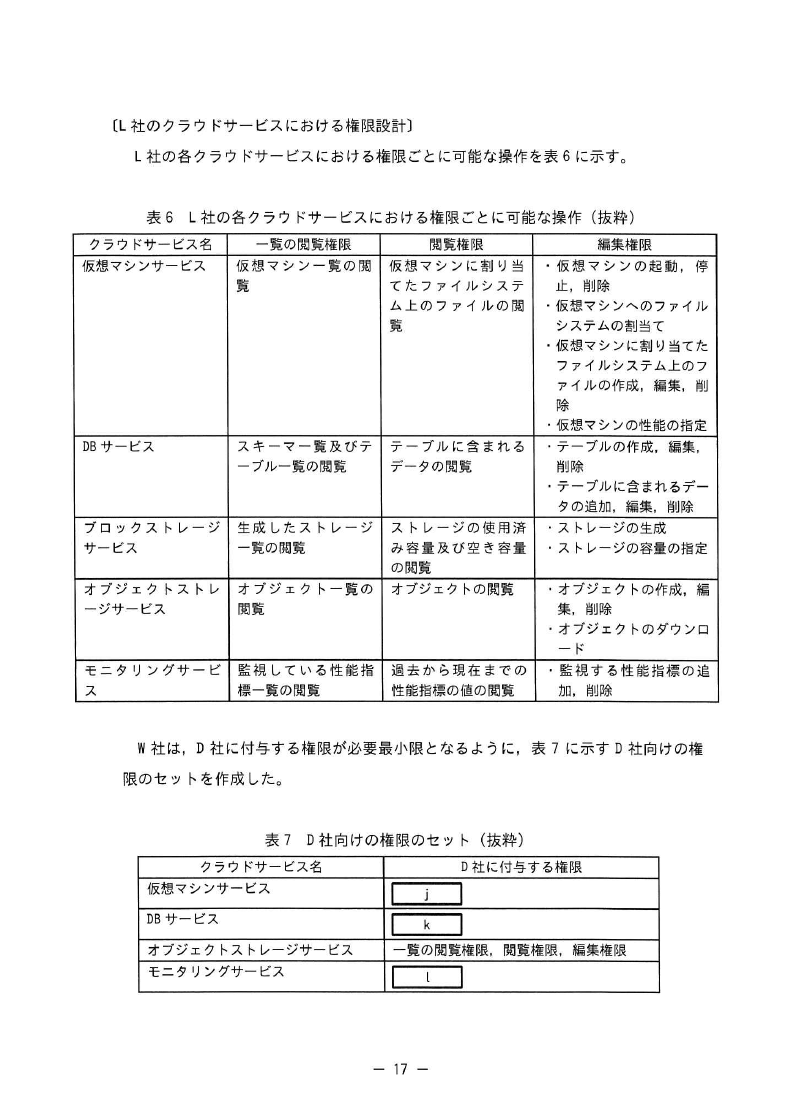 〔L 社のクラウドサービスにおける権限設計〕
L 社の各クラウドサービスにおける権限ごとに可能な操作を表 6 に示す。
表 6 L 社の各クラウドサービスにおける権限ごとに可能な操作（抜粋）
クラウドサービス名 一覧の閲覧権限 閲覧権限 編集権限
仮想マシンサービス
仮想マシン一覧の閲
覧
仮想マシンに割り当
てたファイルシステ
ム上のファイルの閲
覧
・仮想マシンの起動，停
止，削除
・仮想マシンへのファイル
システムの割当て
・仮想マシンに割り当てた
ファイルシステム上のフ
ァイルの作成，編集，削
除
・仮想マシンの性能の指定
DB サービス
スキーマ一覧及びテ
ーブル一覧の閲覧
テーブルに含まれる
データの閲覧
・テーブルの作成，編集，
削除
・テーブルに含まれるデー
タの追加，編集，削除
ブロックストレージ
サービス
生成したストレージ
一覧の閲覧
ストレージの使用済
み容量及び空き容量
の閲覧
・ストレージの生成
・ストレージの容量の指定
オブジェクトストレ
ージサービス
オブジェクト一覧の
閲覧
オブジェクトの閲覧
・オブジェクトの作成，編
集，削除
・オブジェクトのダウンロ
ード
モニタリングサービ
ス
監視している性能指
標一覧の閲覧
過去から現在までの
性能指標の値の閲覧
・監視する性能指標の追
加，削除
W 社は，D 社に付与する権限が必要最小限となるように，表 7 に示す D 社向けの権
限のセットを作成した。
表 7 D 社向けの権限のセット（抜粋）
クラウドサービス名 D 社に付与する権限
仮想マシンサービス j
DB サービス k
オブジェクトストレージサービス 一覧の閲覧権限，閲覧権限，編集権限
モニタリングサービス l
－ 17 －